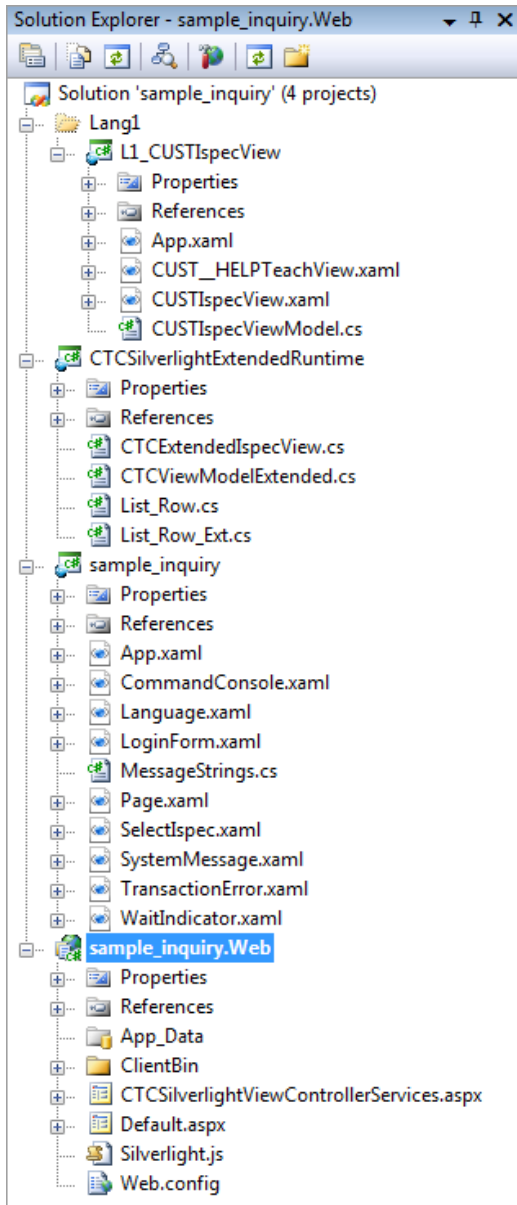 Solution Explorer - sample_inquiry.Web
Solution 'sample_inquiry' (4 projects)
Lang1
L1_CUSTIspecView
Properties
References
App.xaml
CUST__HELPTeachView.xaml
CUSTIspecView.xaml
CUSTIspecViewModel.cs
CTCSilverlightExtendedRuntime
Properties
References
CTCExtendedIspecView.cs
CTCViewModelExtended.cs
List_Row.cs
List_Row_Ext.cs
sample_inquiry
Properties
References
App.xaml
CommandConsole.xaml
Language.xaml
LoginForm.xaml
MessageStrings.cs
Page.xaml
SelectIspec.xaml
SystemMessage.xaml
TransactionError.xaml
WaitIndicator.xaml
sample_inquiry.Web
Properties
References
App_Data
ClientBin
CTCSilverlightViewControllerServices.aspx
Default.aspx
Silverlight.js
Web.config